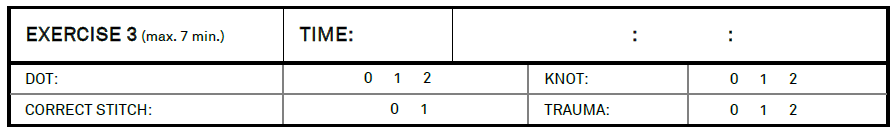 EXERCISE 3 (max. 7 min.) TIME: : :
DOT: 0 1 2 KNOT: 0 1 2
CORRECT STITCH: 0 1 TRAUMA: 0 1 2